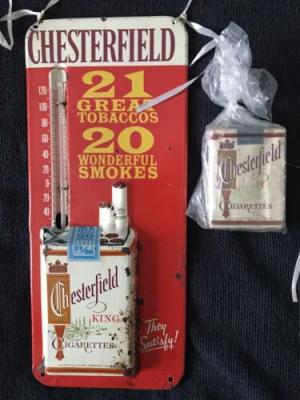 CHESTERFIELD
21
GREAT
TOBACCOS
20
WONDERFUL
SMOKES
120
100
80
60
40
20
0
20
40
Chesterfield
KING
CIGARETTES
They
Satisfy!
Chesterfield
CIGARETTES